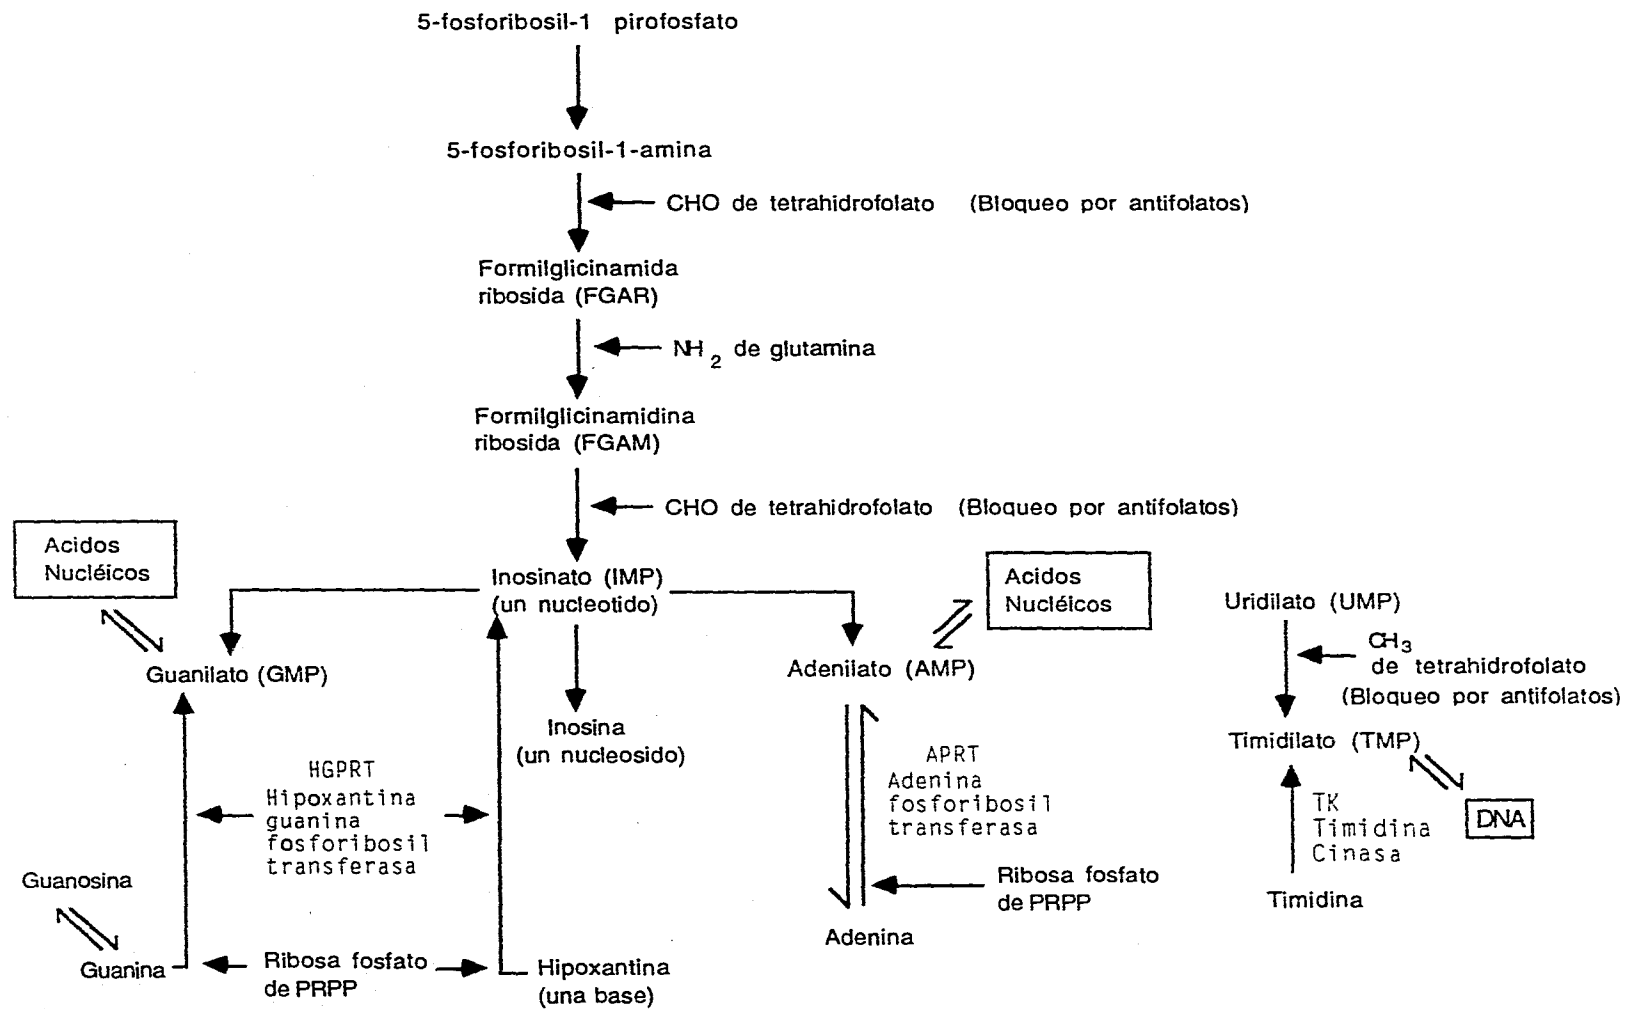 5-fosforibosil-1 pirofosfato
5-fosforibosil-1-amina
CHO de tetrahidrofolato (Bloqueo por antifolatos)
Formilglicinamida
ribosida (FGAR)
NH2 de glutamina
Formilglicinamidina
ribosida (FGAM)
CHO de tetrahidrofolato (Bloqueo por antifolatos)
Acidos
Nucléicos
Inosinato (IMP)
(un nucleotido)
Acidos
Nucléicos
Uridilato (UMP)
CH3
de tetrahidrofolato
(Bloqueo por antifolatos)
Guanilato (GMP)
Adenilato (AMP)
Inosina
(un nucleosido)
Timidilato (TMP)
HGPRT
Hipoxantina
guanina
fosforibosil
transferasa
APRT
Adenina
fosforibosil
transferasa
TK
Timidina
Cinasa
DNA
Guanosina
Ribosa fosfato
de PRPP
Timidina
Adenina
Guanina
Ribosa fosfato
de PRPP
Hipoxantina
(una base)